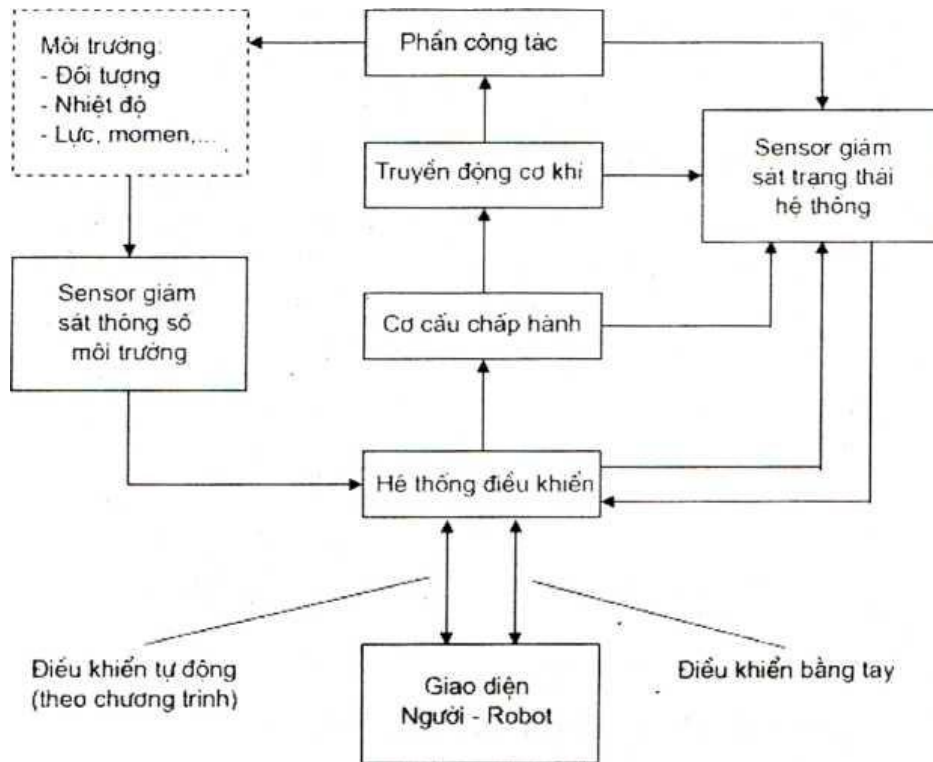 Môi trường:
- Đối tượng
- Nhiệt độ
- Lực, momen,...
Phần công tác
Truyền động cơ khí
Sensor giám
sát trạng thái
hệ thông
Sensor giám
sát thông số
môi trường
Cơ cấu chấp hành
Hệ thống điều khiển
Điều khiển tự động
(theo chương trình)
Giao diện
Người - Robot
Điều khiển bằng tay